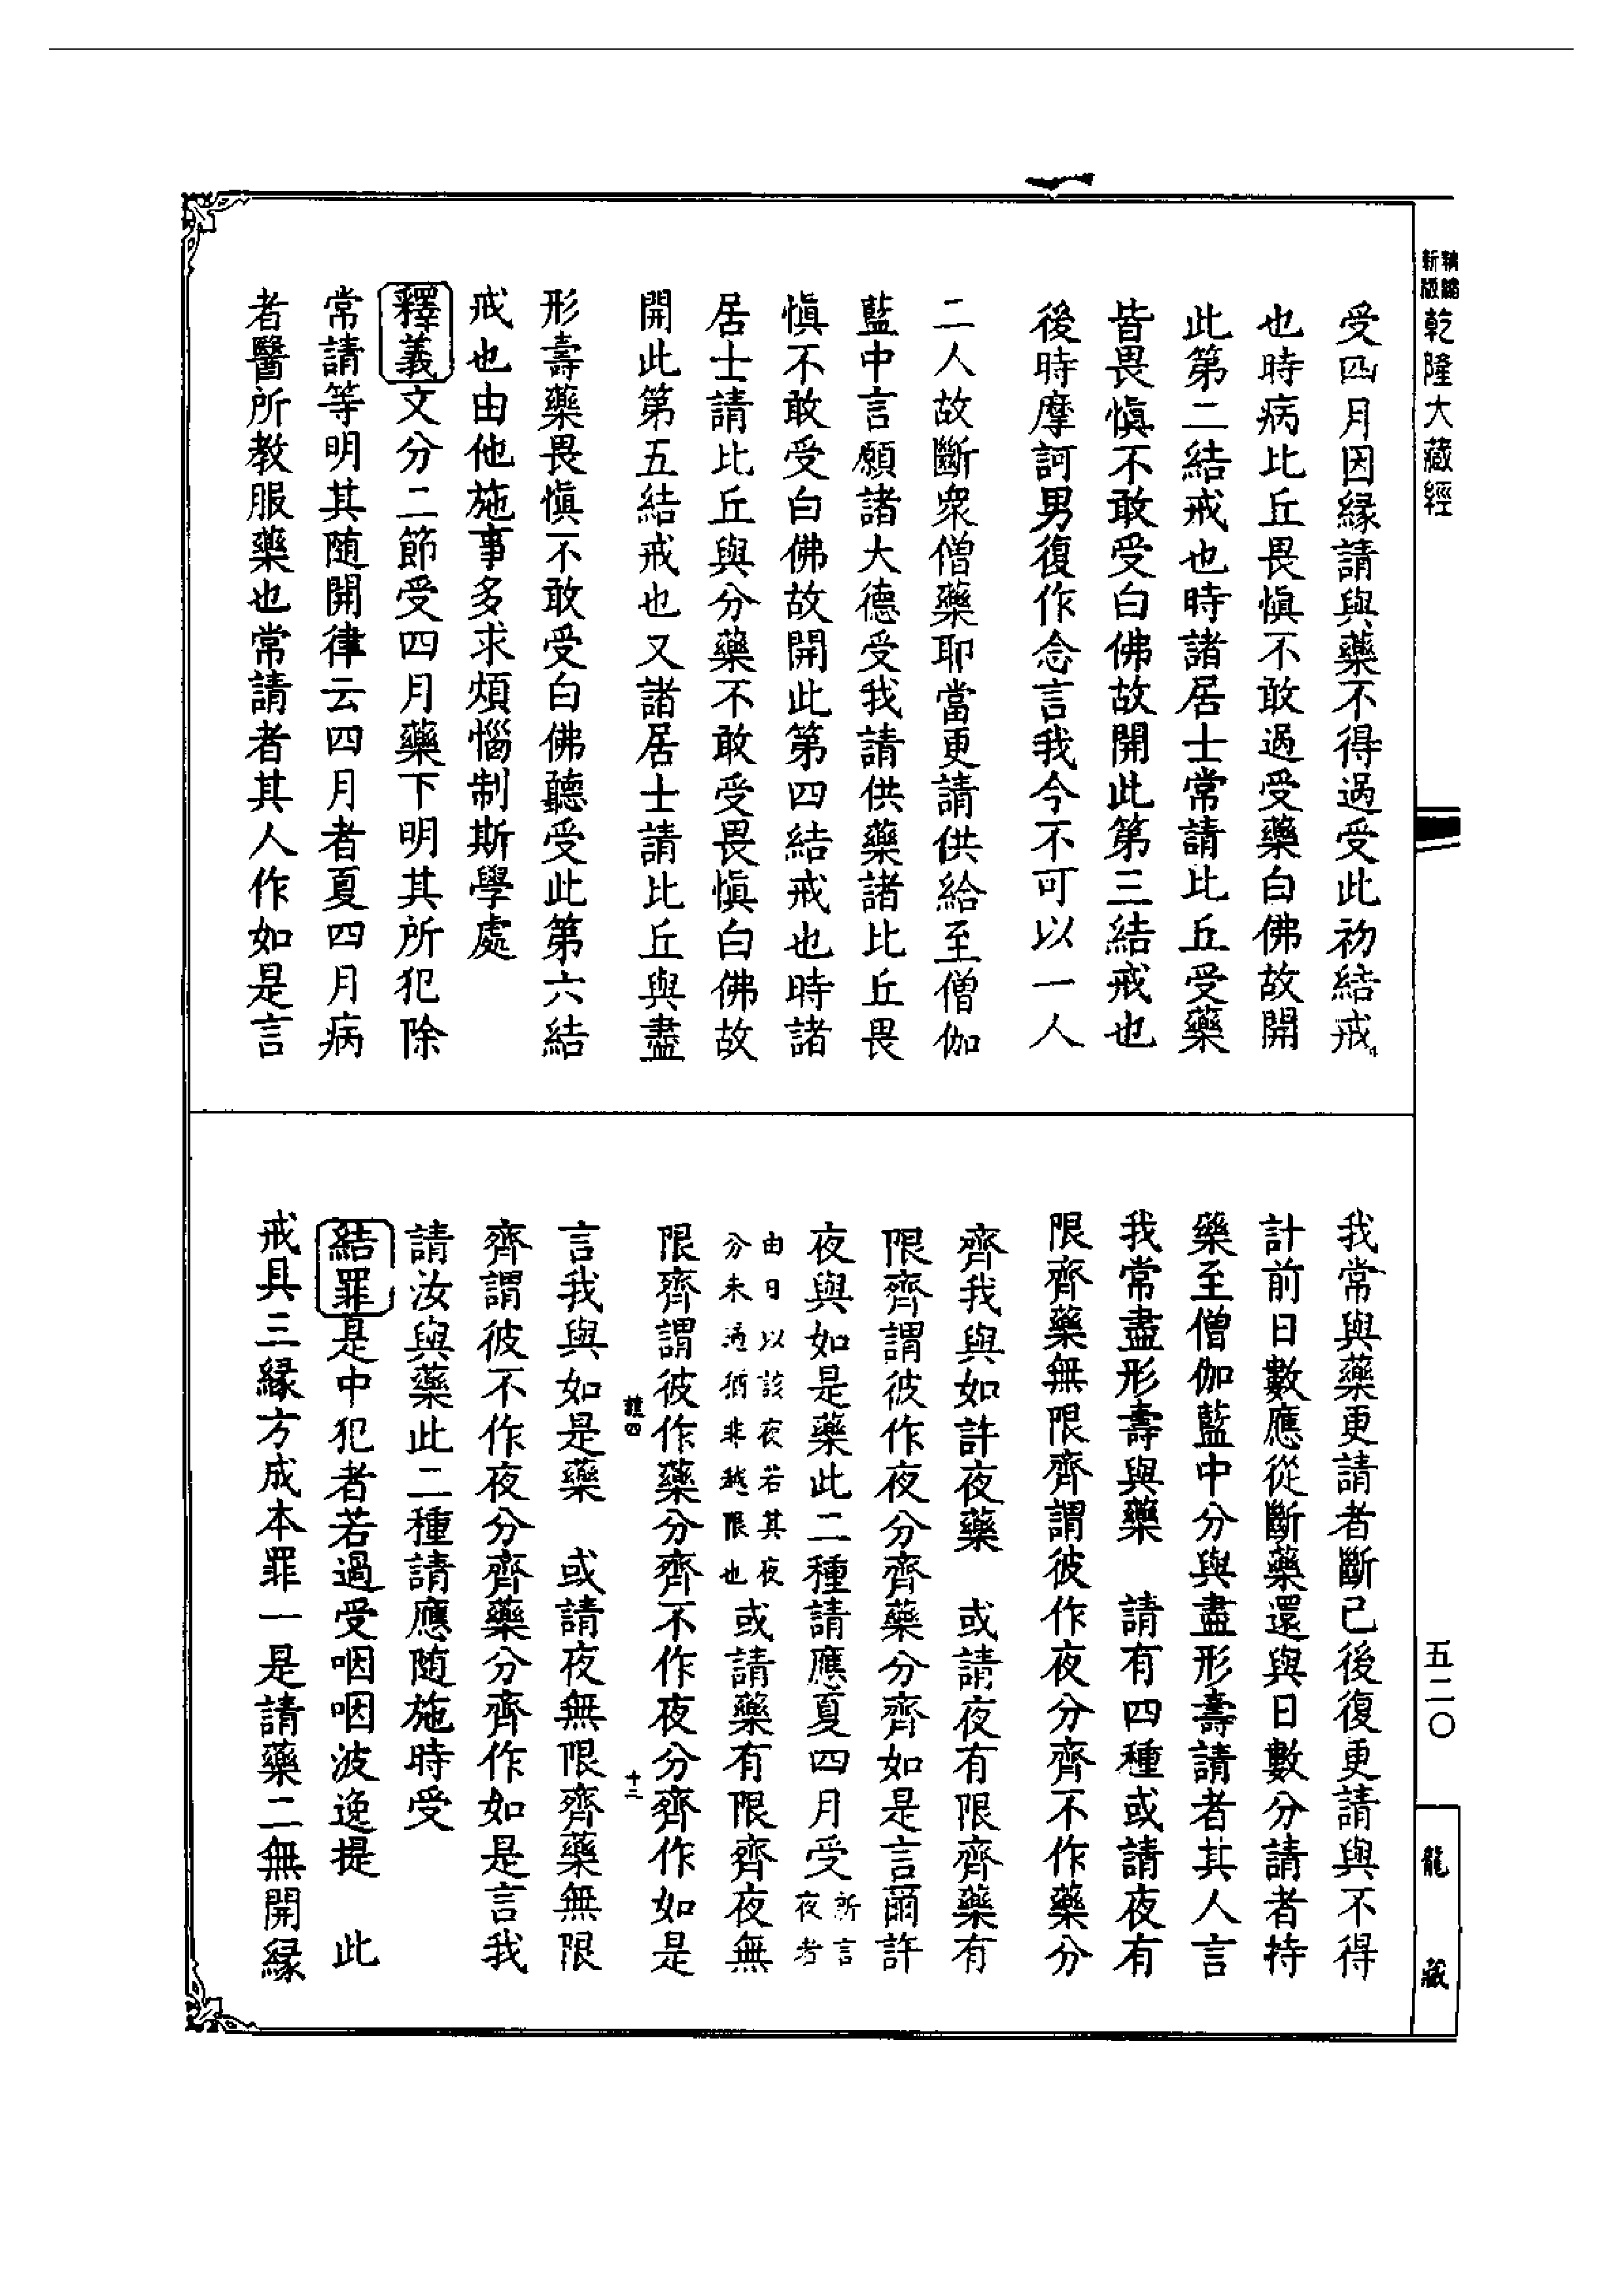 新版精縮乾隆大藏經
受四月因緣請與藥不得過受此初結戒
也時病比丘畏慎不敢過受藥白佛故開
此第二結戒也時諸居士常請比丘受藥
皆畏慎不敢受白佛故開此第三結戒也
後時摩訶男復作念言我今不可以一人
二人故斷衆僧藥耶當更請供給至僧伽
藍中言願諸大德受我請供藥諸比丘畏
慎不敢受白佛故開此第四結戒也時諸
居士請比丘與分藥不敢受畏慎白佛故
開此第五結戒也又諸居士請比丘與盡
形壽藥畏慎不敢受白佛聽受此第六結
戒也由他施事多求煩惱制斯學處
釋義文分二節受四月藥下明其所犯除
常請等明其随開律云四月者夏四月病
者醫所教服藥也常請者其人作如是言
我常與藥更請者斷已後復更請與不得
計前日數應從斷藥還與日數分請者持
藥至僧伽藍中分與盡形壽請者其人言
我常盡形壽與藥　請有四種或請夜有
限齊藥無限齊謂彼作夜分齊不作藥分
齊我與如許夜藥　或請夜有限齊藥有
限齊謂彼作夜分齊藥分齊如是言爾許
夜與如是藥此二種請應夏四月受所言夜者
由日以該夜若其夜分未過猶非越限也或請藥有限齊夜無
限齊謂彼作藥分齊不作夜分齊作如是
言我與如是藥　或請夜無限齊藥無限
齊謂彼不作夜分齊藥分齊作如是言我
請汝與藥此二種請應随施時受
結罪是中犯者若過受咽咽波逸提　此
戒具三緣方成本罪一是請藥二無開緣
五二〇
龍藏
十二